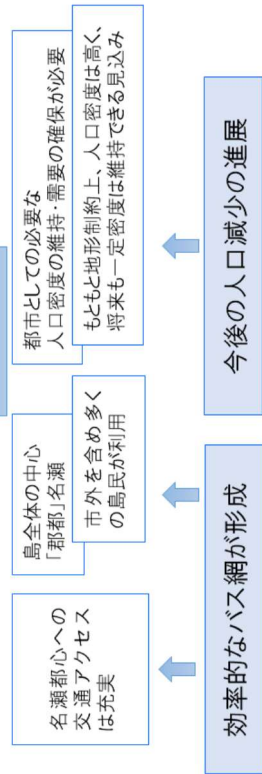 名瀬都心への
交通アクセス
は充実
島全体の中心
「郡都」名瀬
市外を含め多く
の島民が利用
都市としての必要な
人口密度の維持・需要の確保が必要
もともと地形制約上、人口密度は高く、
将来も一定密度は維持できる見込み
効率的なバス網が形成
今後の人口減少の進展